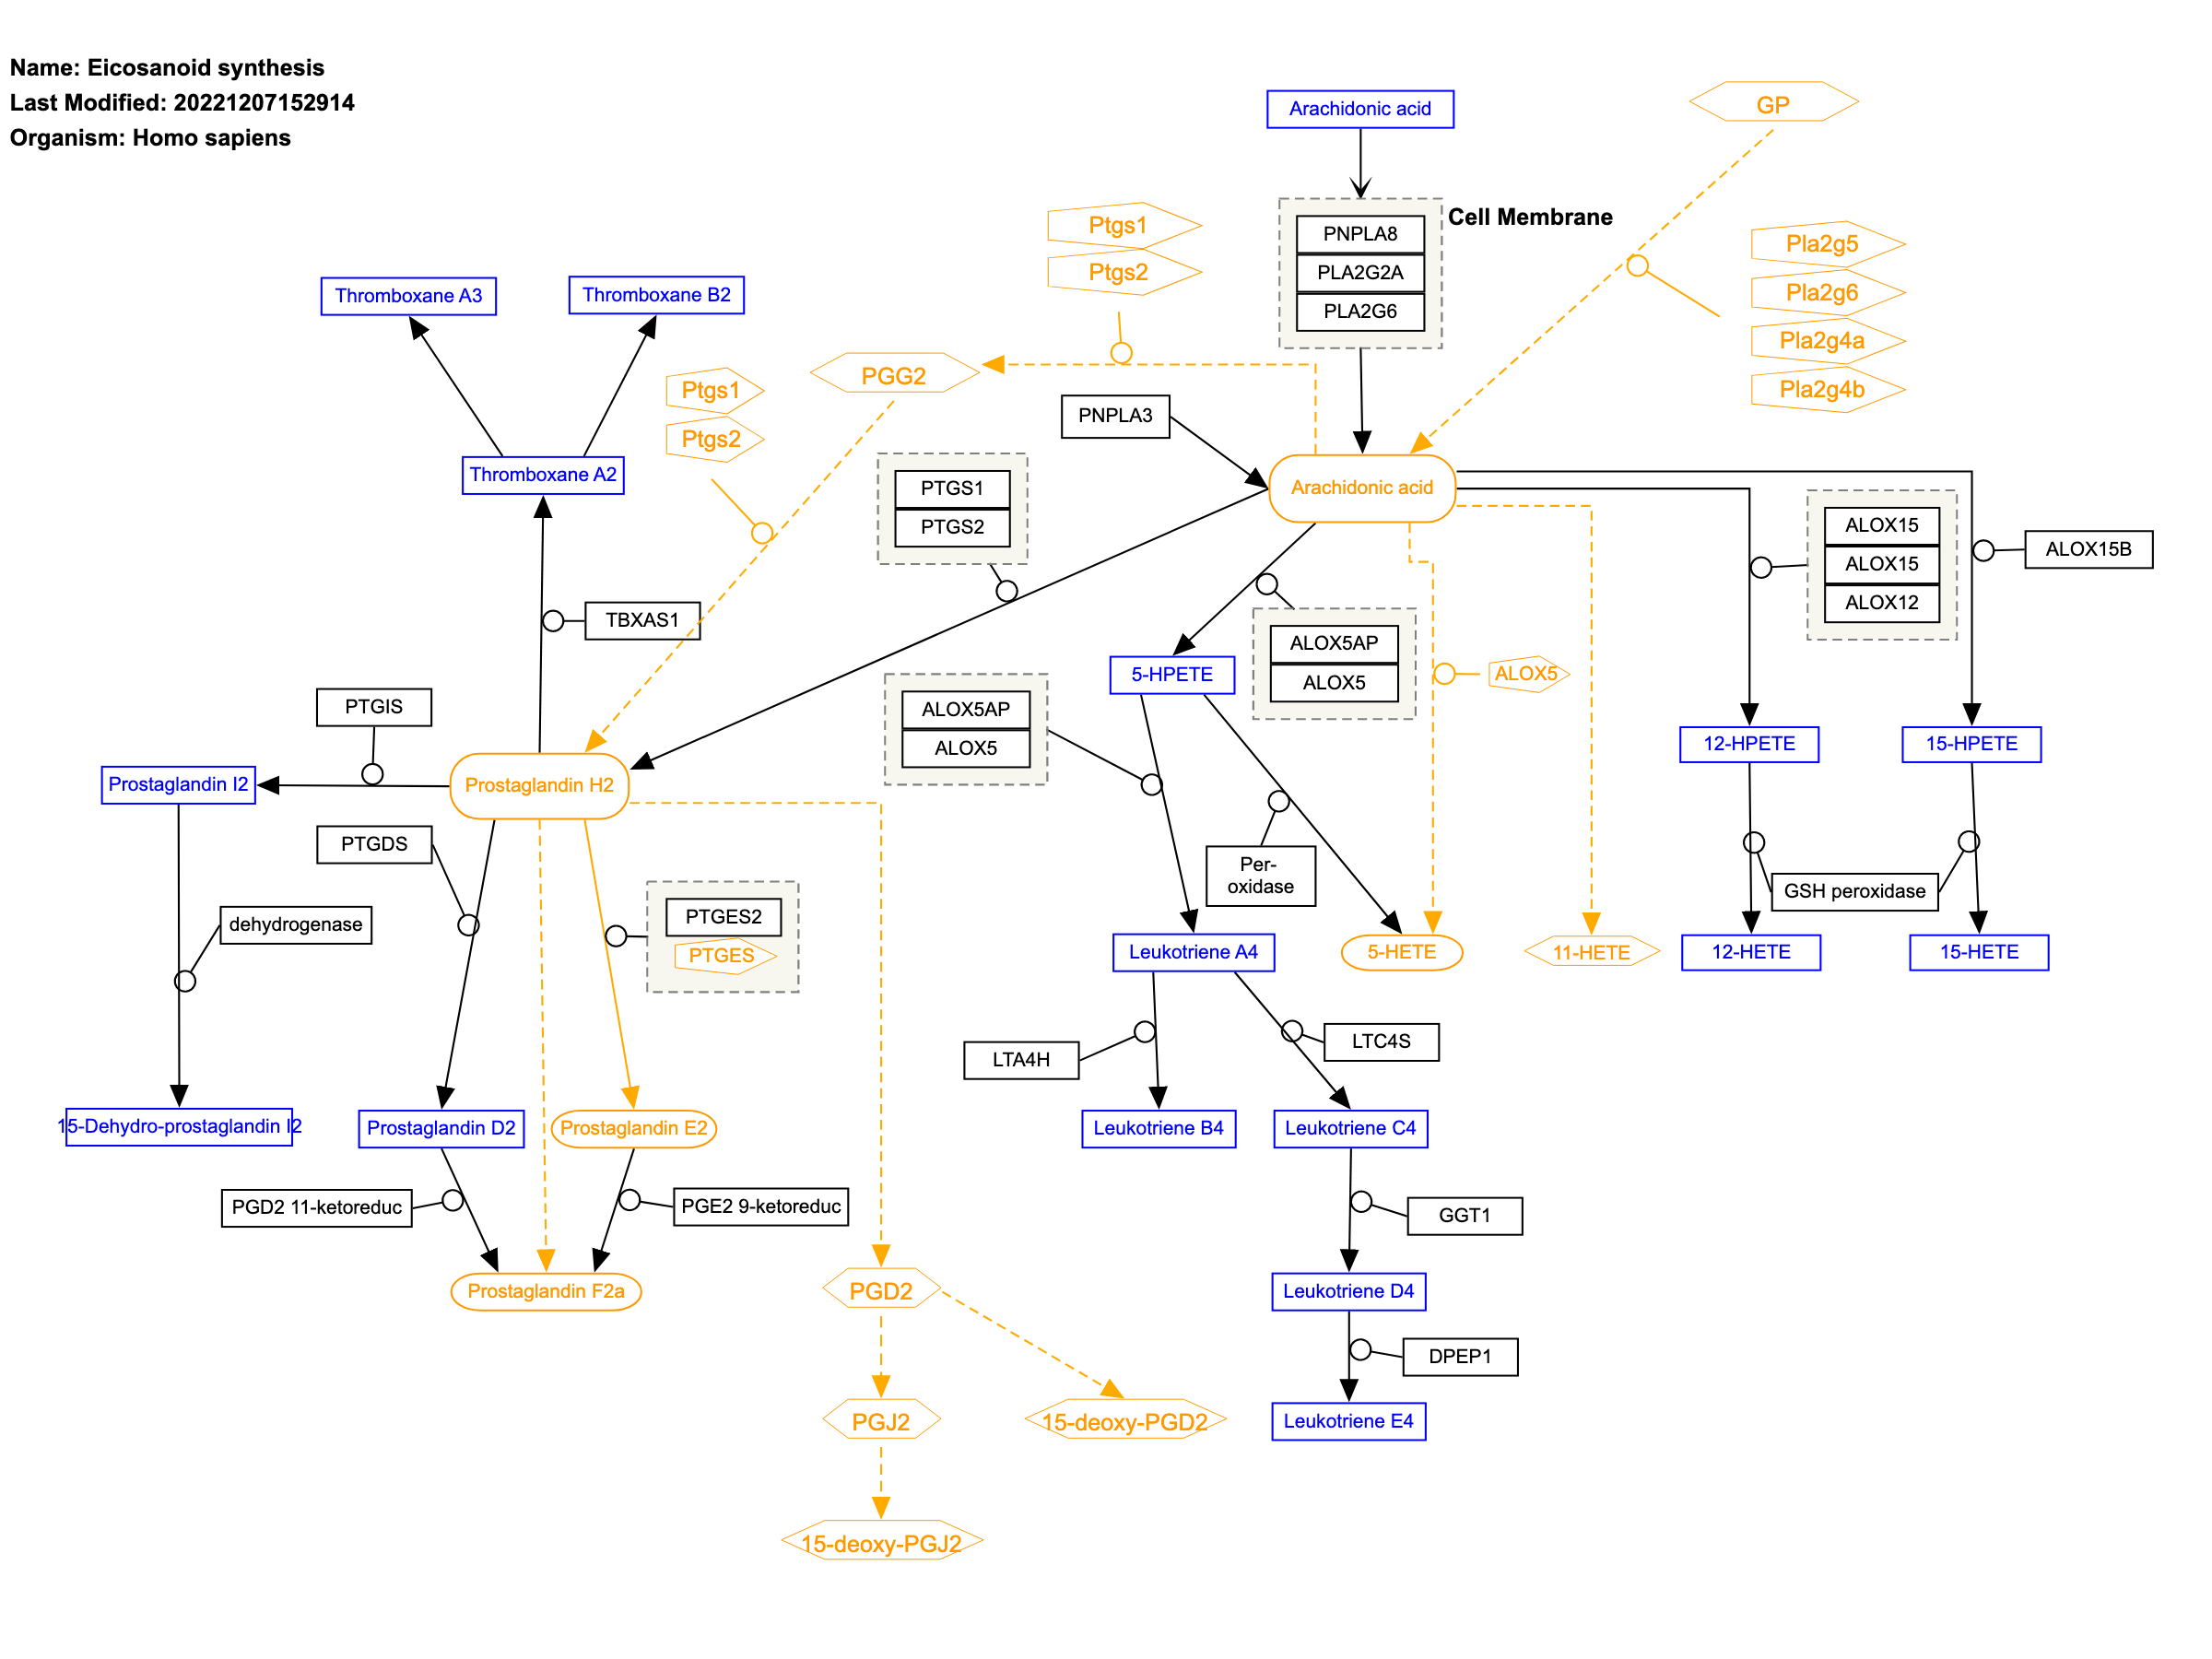 Name: Eicosanoid synthesis
Last Modified: 20221207152914
Organism: Homo sapiens
Arachidonic acid
GP
Cell Membrane
PNPLA8
PLA2G2A
PLA2G6
Ptgs1
Ptgs2
Pla2g5
Pla2g6
Pla2g4a
Pla2g4b
Thromboxane A3
Thromboxane B2
PGG2
Ptgs1
Ptgs2
PNPLA3
Thromboxane A2
PTGS1
PTGS2
Arachidonic acid
ALOX15
ALOX15
ALOX12
ALOX15B
TBXAS1
ALOX5AP
ALOX5
5-HPETE
ALOX5
PTGIS
ALOX5AP
ALOX5
12-HPETE
15-HPETE
Prostaglandin I2
Prostaglandin H2
PTGDS
Per-
oxidase
GSH peroxidase
dehydrogenase
PTGES2
PTGES
Leukotriene A4
5-HETE
11-HETE
12-HETE
15-HETE
LTA4H
LTC4S
15-Dehydro-prostaglandin I2
Prostaglandin D2
Prostaglandin E2
Leukotriene B4
Leukotriene C4
PGD2 11-ketoreduc
PGE2 9-ketoreduc
GGT1
Prostaglandin F2a
PGD2
Leukotriene D4
DPEP1
PGJ2
15-deoxy-PGD2
Leukotriene E4
15-deoxy-PGJ2